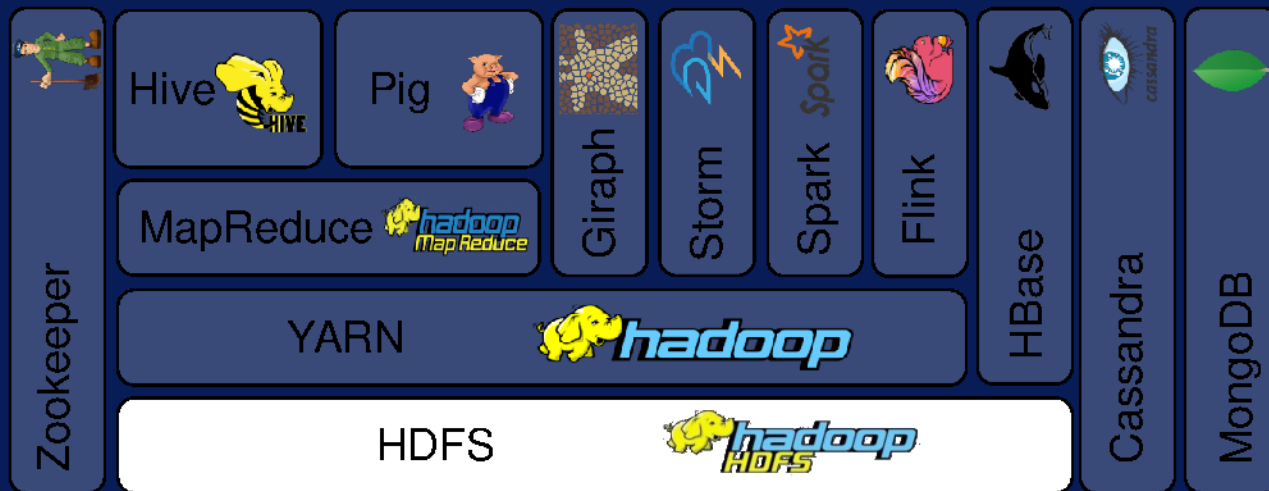 Zookeeper
Hive
HIVE
Pig
Giraph
Storm
Spark
Spark
Flink
HBase
Cassandra
cassandra
MongoDB
MapReduce
hadoop
Map Reduce
YARN
hadoop
HDFS
hadoop
HDFS